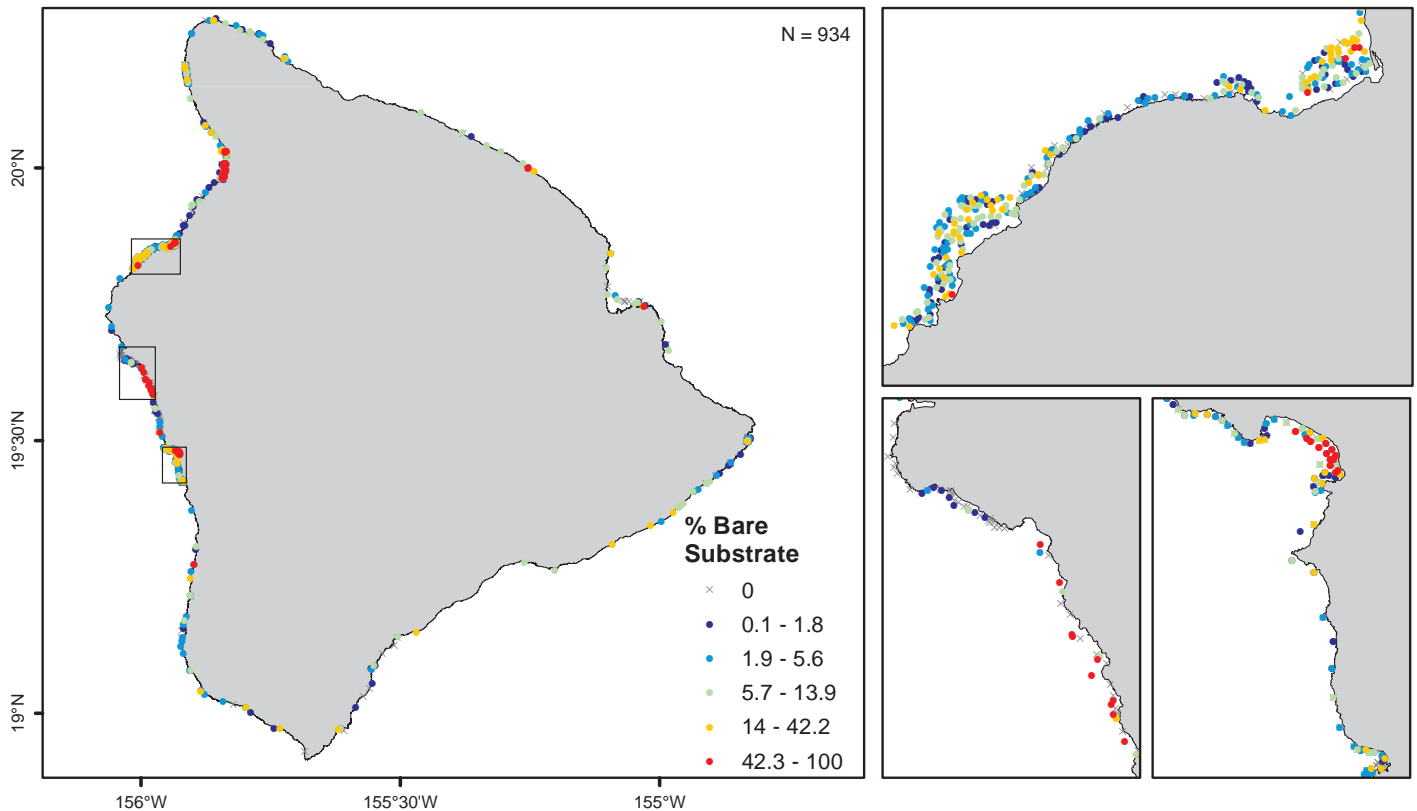 N = 934
20°N
19°30'N
19°N
% Bare
Substrate
0
0.1 - 1.8
1.9 - 5.6
5.7 - 13.9
14 - 42.2
42.3 - 100
156°W
155°30'W
155°W